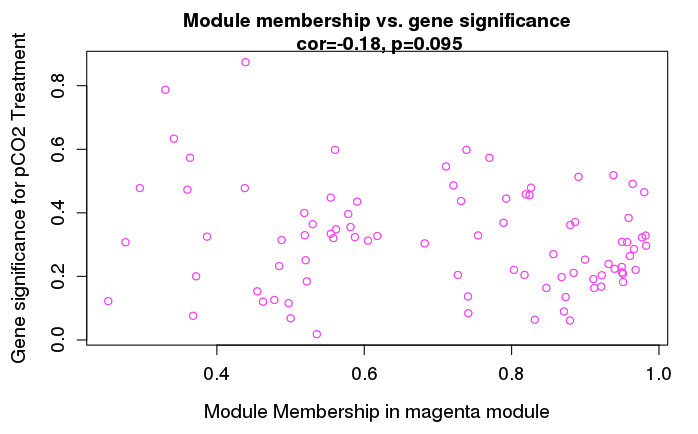 Module membership vs. gene significance
cor=-0.18, p=0.095
Gene significance for pCO2 Treatment
0.8
0.6
0.4
0.2
0.0
0.4
0.6
0.8
1.0
Module Membership in magenta module